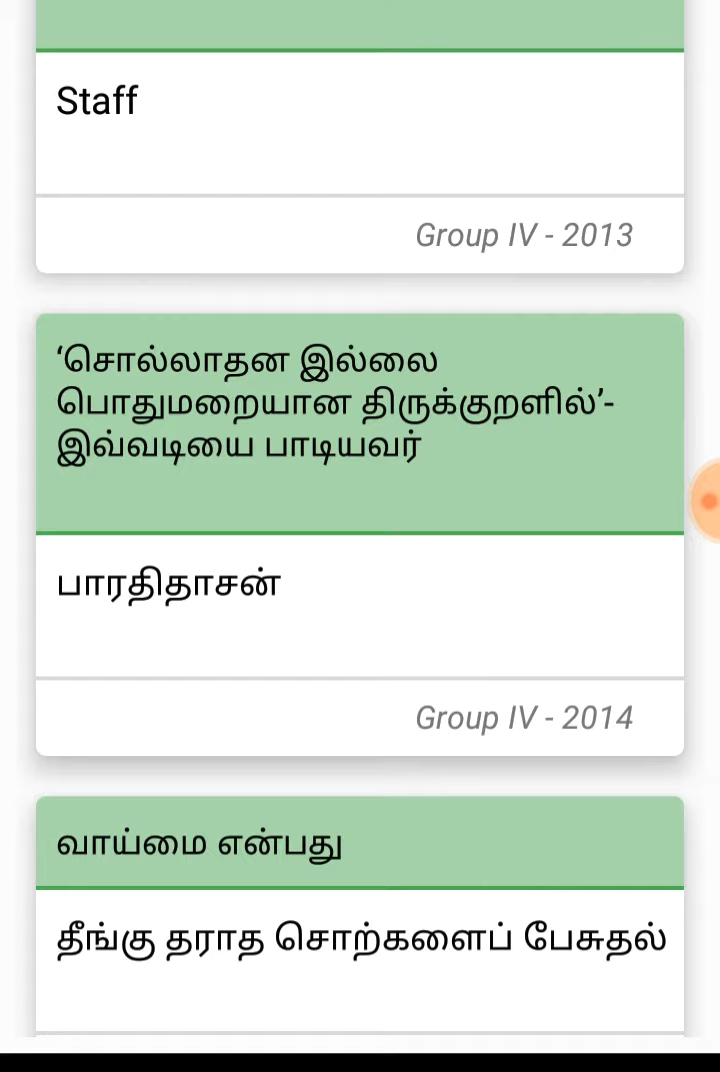 Staff
Group IV - 2013
‘சொல்லாதன இல்லை
பொதுமறையான திருக்குறளில்’-
இவ்வடியை பாடியவர்
பாரதிதாசன்
Group IV - 2014
வாய்மை என்பது
தீங்கு தராத சொற்களைப் பேசுதல்